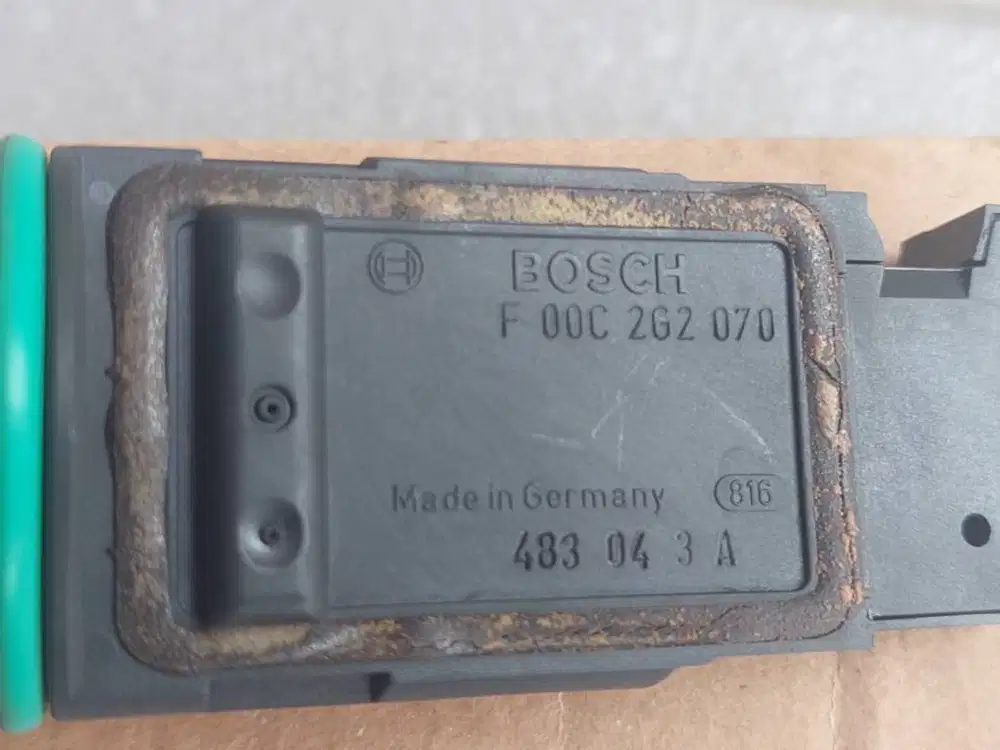 BOSCH
F 00C 2G2 070
Made in Germany 816
483 04 3 A